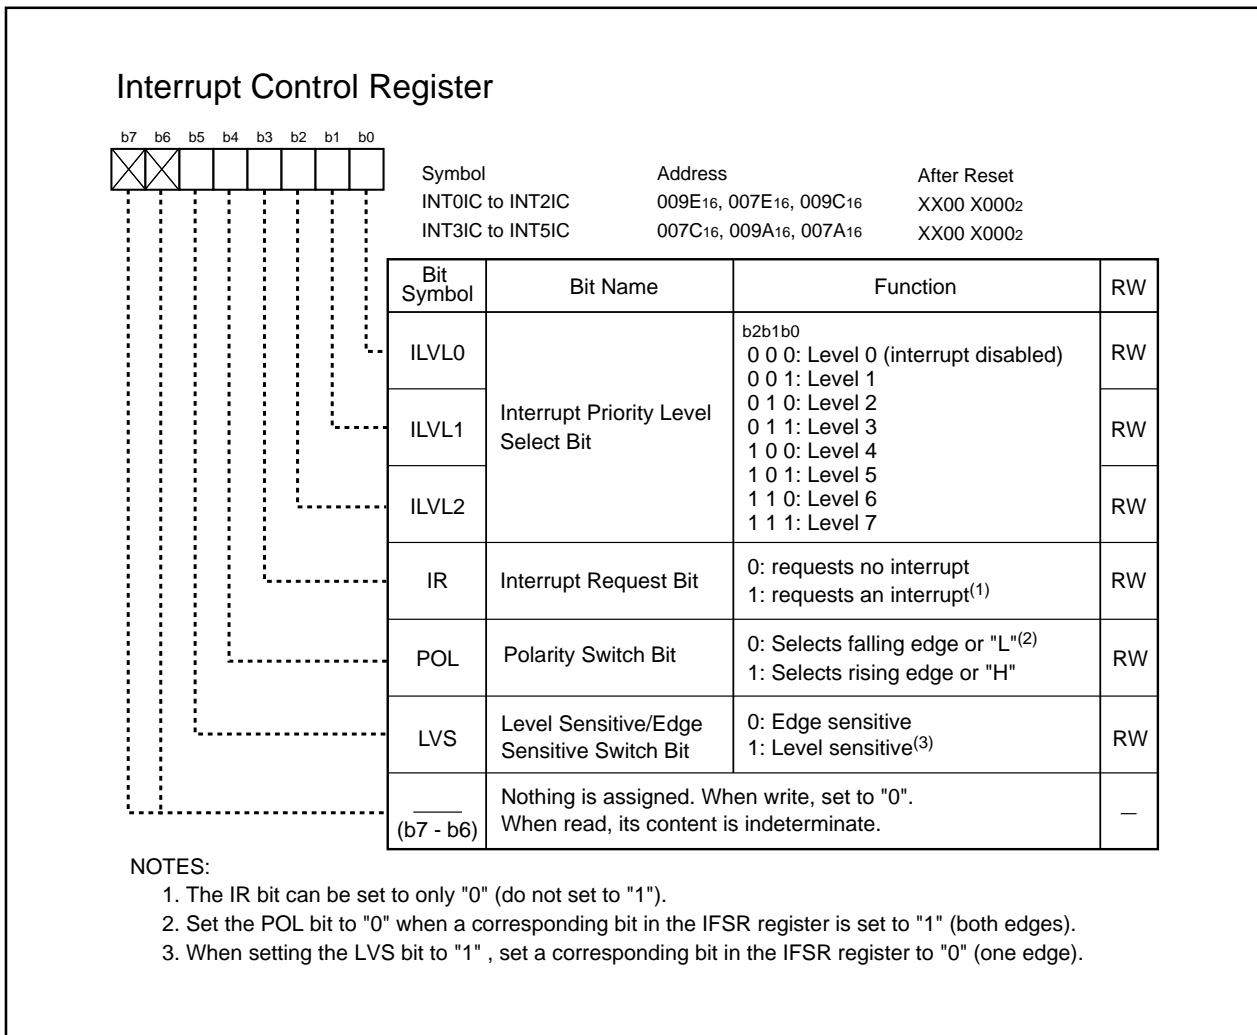 Interrupt Control Register
b7 b6 b5 b4 b3 b2 b1 b0
Symbol Address After Reset
INT0IC to INT2IC 009E16, 007E16, 009C16 XX00 X0002
INT3IC to INT5IC 007C16, 009A16, 007A16 XX00 X0002
Bit Symbol Bit Name Function RW
ILVL0 RW
ILVL1 RW
ILVL2 RW
Interrupt Priority Level
Select Bit
b2b1b0
0 0 0: Level 0 (interrupt disabled)
0 0 1: Level 1
0 1 0: Level 2
0 1 1: Level 3
1 0 0: Level 4
1 0 1: Level 5
1 1 0: Level 6
1 1 1: Level 7
IR Interrupt Request Bit
0: requests no interrupt
1: requests an interrupt(1)
RW
POL Polarity Switch Bit
0: Selects falling edge or "L"(2)
1: Selects rising edge or "H"
RW
LVS
Level Sensitive/Edge
Sensitive Switch Bit
0: Edge sensitive
1: Level sensitive(3)
RW
(b7 - b6)
Nothing is assigned. When write, set to "0".
When read, its content is indeterminate.
—
NOTES:
1. The IR bit can be set to only "0" (do not set to "1").
2. Set the POL bit to "0" when a corresponding bit in the IFSR register is set to "1" (both edges).
3. When setting the LVS bit to "1" , set a corresponding bit in the IFSR register to "0" (one edge).